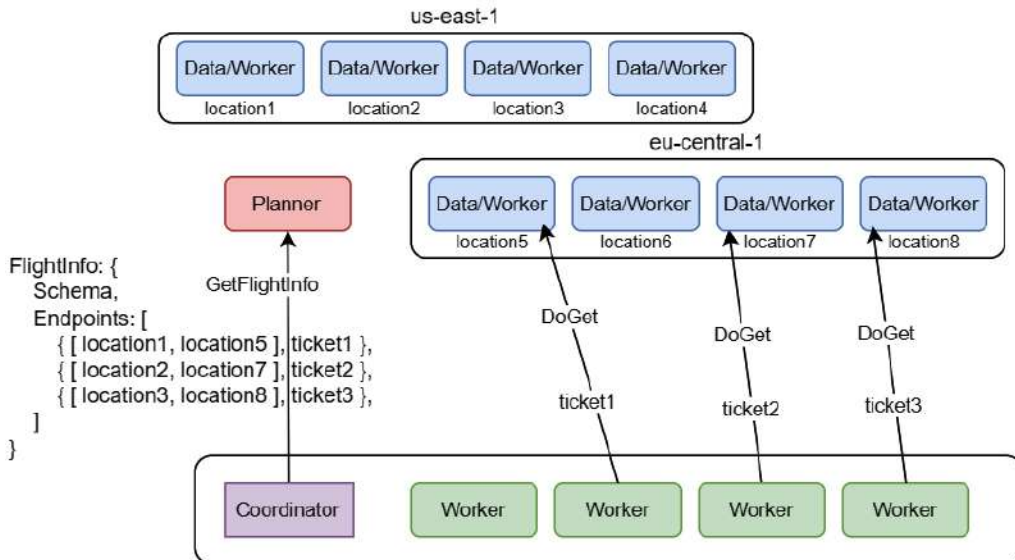 us-east-1
Data/Worker Data/Worker Data/Worker Data/Worker
location1 location2 location3 location4
eu-central-1
Planner
Data/Worker Data/Worker Data/Worker Data/Worker
location5 location6 location7 location8
GetFlightInfo
FlightInfo: {
Schema,
Endpoints: [
{ [ location1, location5 ], ticket1 },
{ [ location2, location7 ], ticket2 },
{ [ location3, location8 ], ticket3 },
]
}
DoGet DoGet DoGet
ticket1 ticket2 ticket3
Coordinator Worker Worker Worker Worker